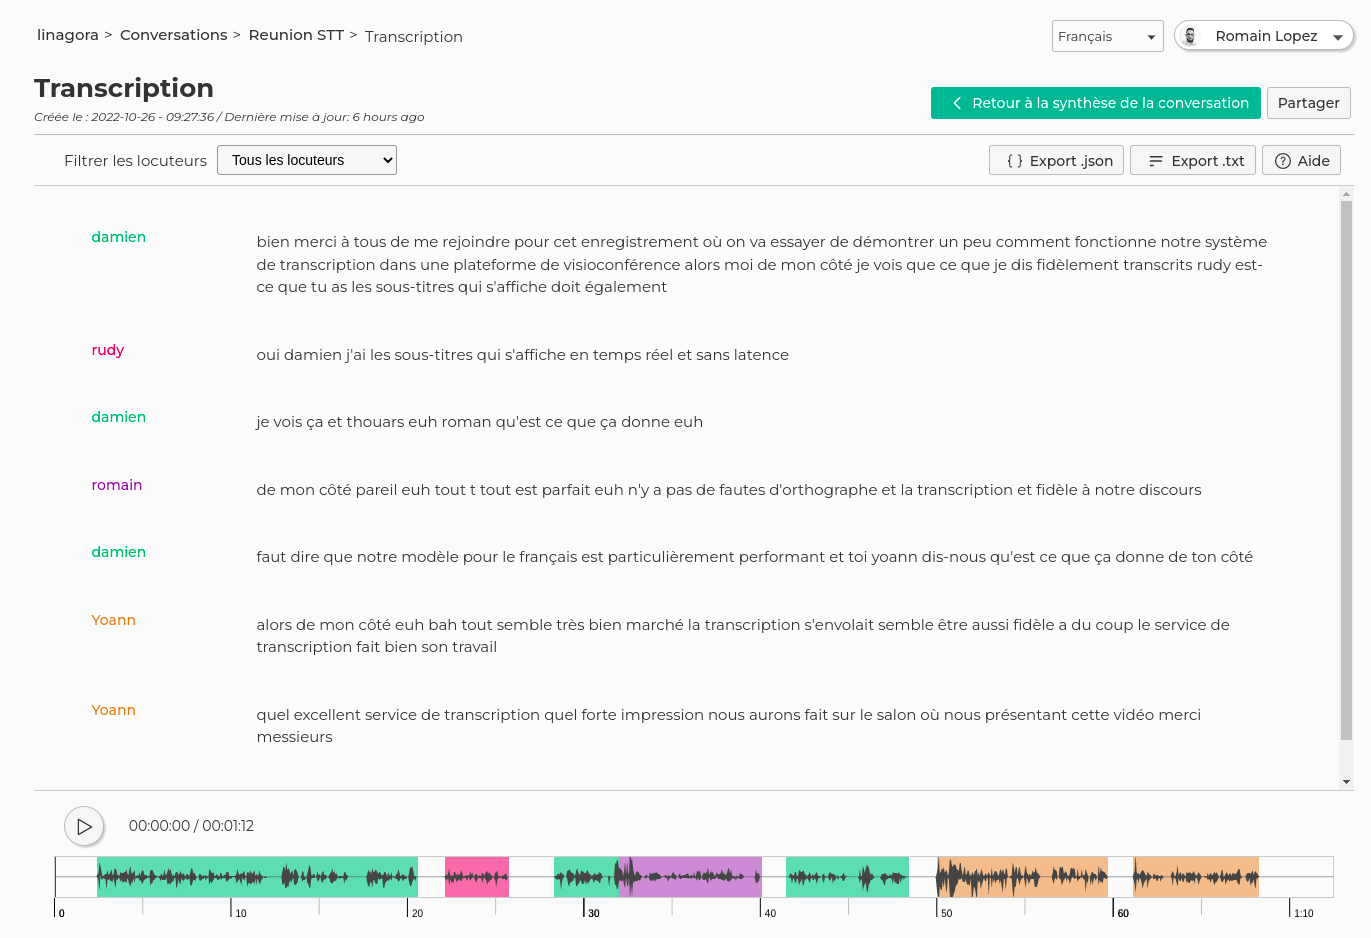 linagora > Conversations > Reunion STT > Transcription
Français
Romain Lopez
Transcription
Créée le : 2022-10-26 - 09:27:36 / Dernière mise à jour: 6 hours ago
Retour à la synthèse de la conversation
Partager
Filtrer les locuteurs
Tous les locuteurs
{ } Export .json
Export .txt
? Aide
damien
bien merci à tous de me rejoindre pour cet enregistrement où on va essayer de démontrer un peu comment fonctionne notre système
de transcription dans une plateforme de visioconférence alors moi de mon côté je vois que ce que je dis fidèlement transcrits rudy est-
ce que tu as les sous-titres qui s'affiche doit également
rudy
oui damien j'ai les sous-titres qui s'affiche en temps réel et sans latence
damien
je vois ça et thouars euh roman qu'est ce que ça donne euh
romain
de mon côté pareil euh tout t tout est parfait euh n'y a pas de fautes d'orthographe et la transcription et fidèle à notre discours
damien
faut dire que notre modèle pour le français est particulièrement performant et toi yoann dis-nous qu'est ce que ça donne de ton côté
Yoann
alors de mon côté euh bah tout semble très bien marché la transcription s'envolait semble être aussi fidèle a du coup le service de
transcription fait bien son travail
Yoann
quel excellent service de transcription quel forte impression nous aurons fait sur le salon où nous présentant cette vidéo merci
messieurs
00:00:00 / 00:01:12
0 10 20 30 40 50 60 1:10